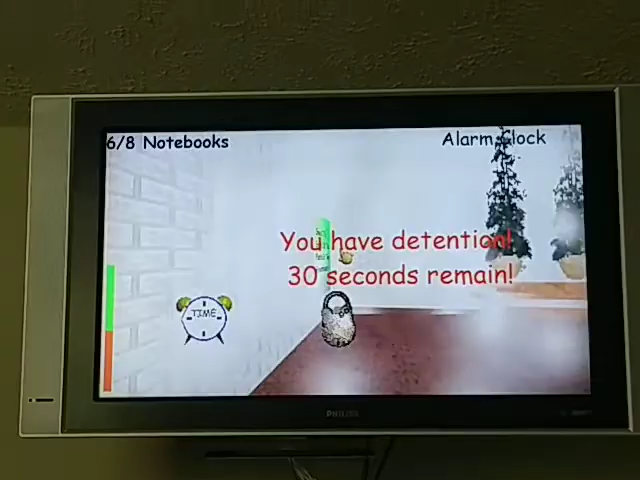 6/8 Notebooks
Alarm Clock
You have detention!
30 seconds remain!
TIME
PHILIPS